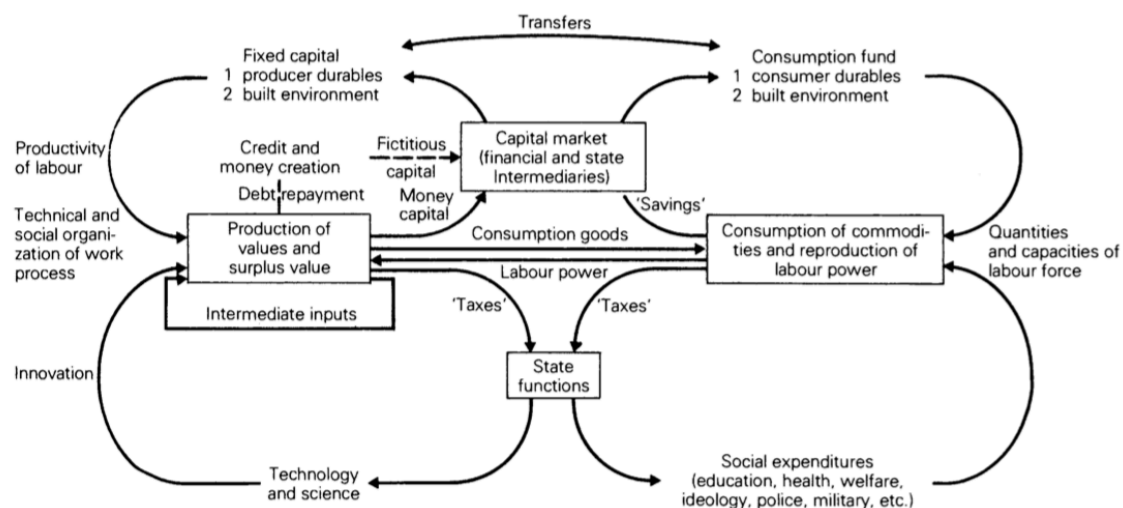 Transfers
Fixed capital
1 producer durables
2 built environment
Consumption fund
1 consumer durables
2 built environment
Capital market
(financial and state
Intermediaries)
Productivity
of labour
Credit and
money creation
Fictitious
capital
Debt repayment
Money
capital
'Savings'
Technical and
social organi-
zation of work
process
Production of
values and
surplus value
Consumption goods
Labour power
Consumption of commodi-
ties and reproduction of
labour power
Quantities
and capacities of
labour force
Intermediate inputs
'Taxes'
'Taxes'
Innovation
State
functions
Technology
and science
Social expenditures
(education, health, welfare,
ideology, police, military, etc.)